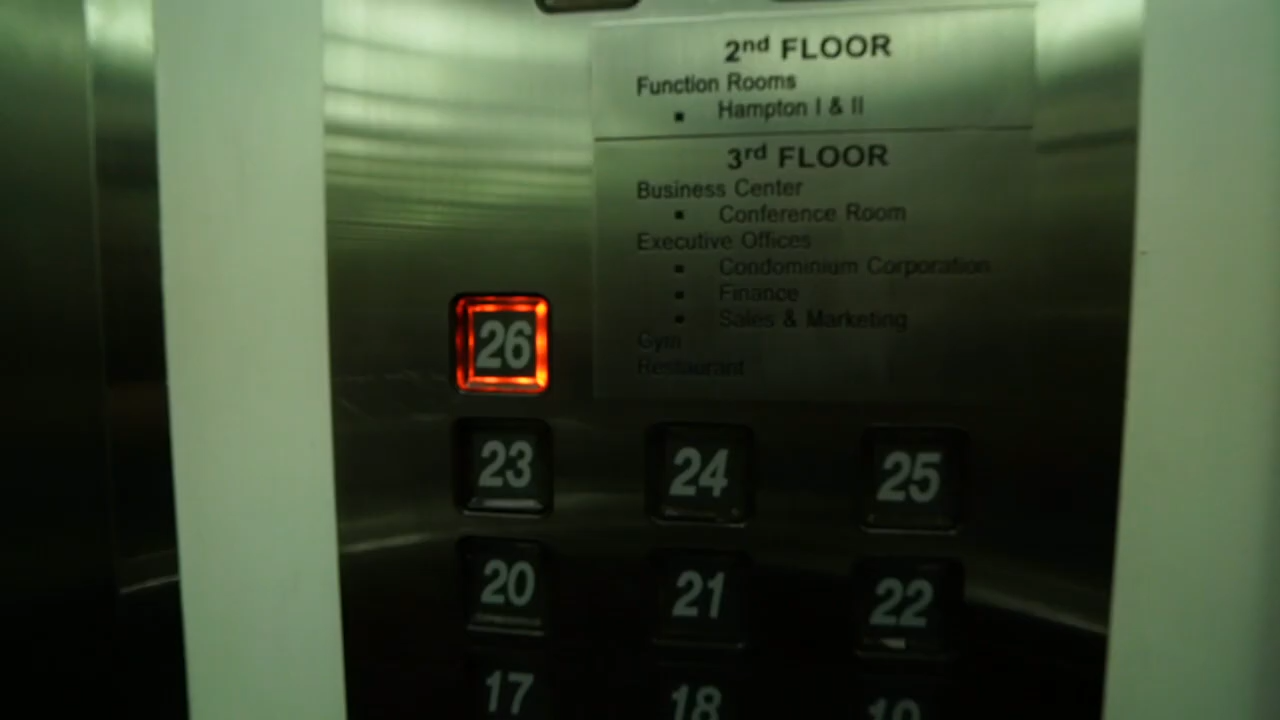 2nd FLOOR
Function Rooms
▪ Hampton I & II
3rd FLOOR
Business Center
▪ Conference Room
Executive Offices
▪ Condominium Corporation
▪ Finance
▪ Sales & Marketing
Gym
Restaurant
26
23 24 25
20 21 22
17 18 19